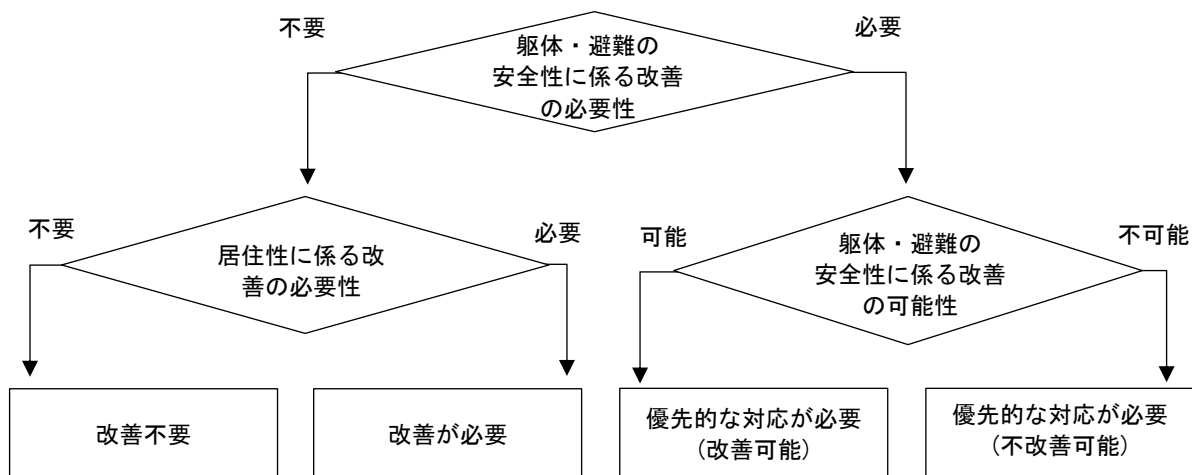 不要
必要
躯体・避難の
安全性に係る改善
の必要性
不要
必要
居住性に係る改
善の必要性
可能
不可能
躯体・避難の
安全性に係る改善
の可能性
改善不要
改善が必要
優先的な対応が必要
(改善可能)
優先的な対応が必要
(不改善可能)